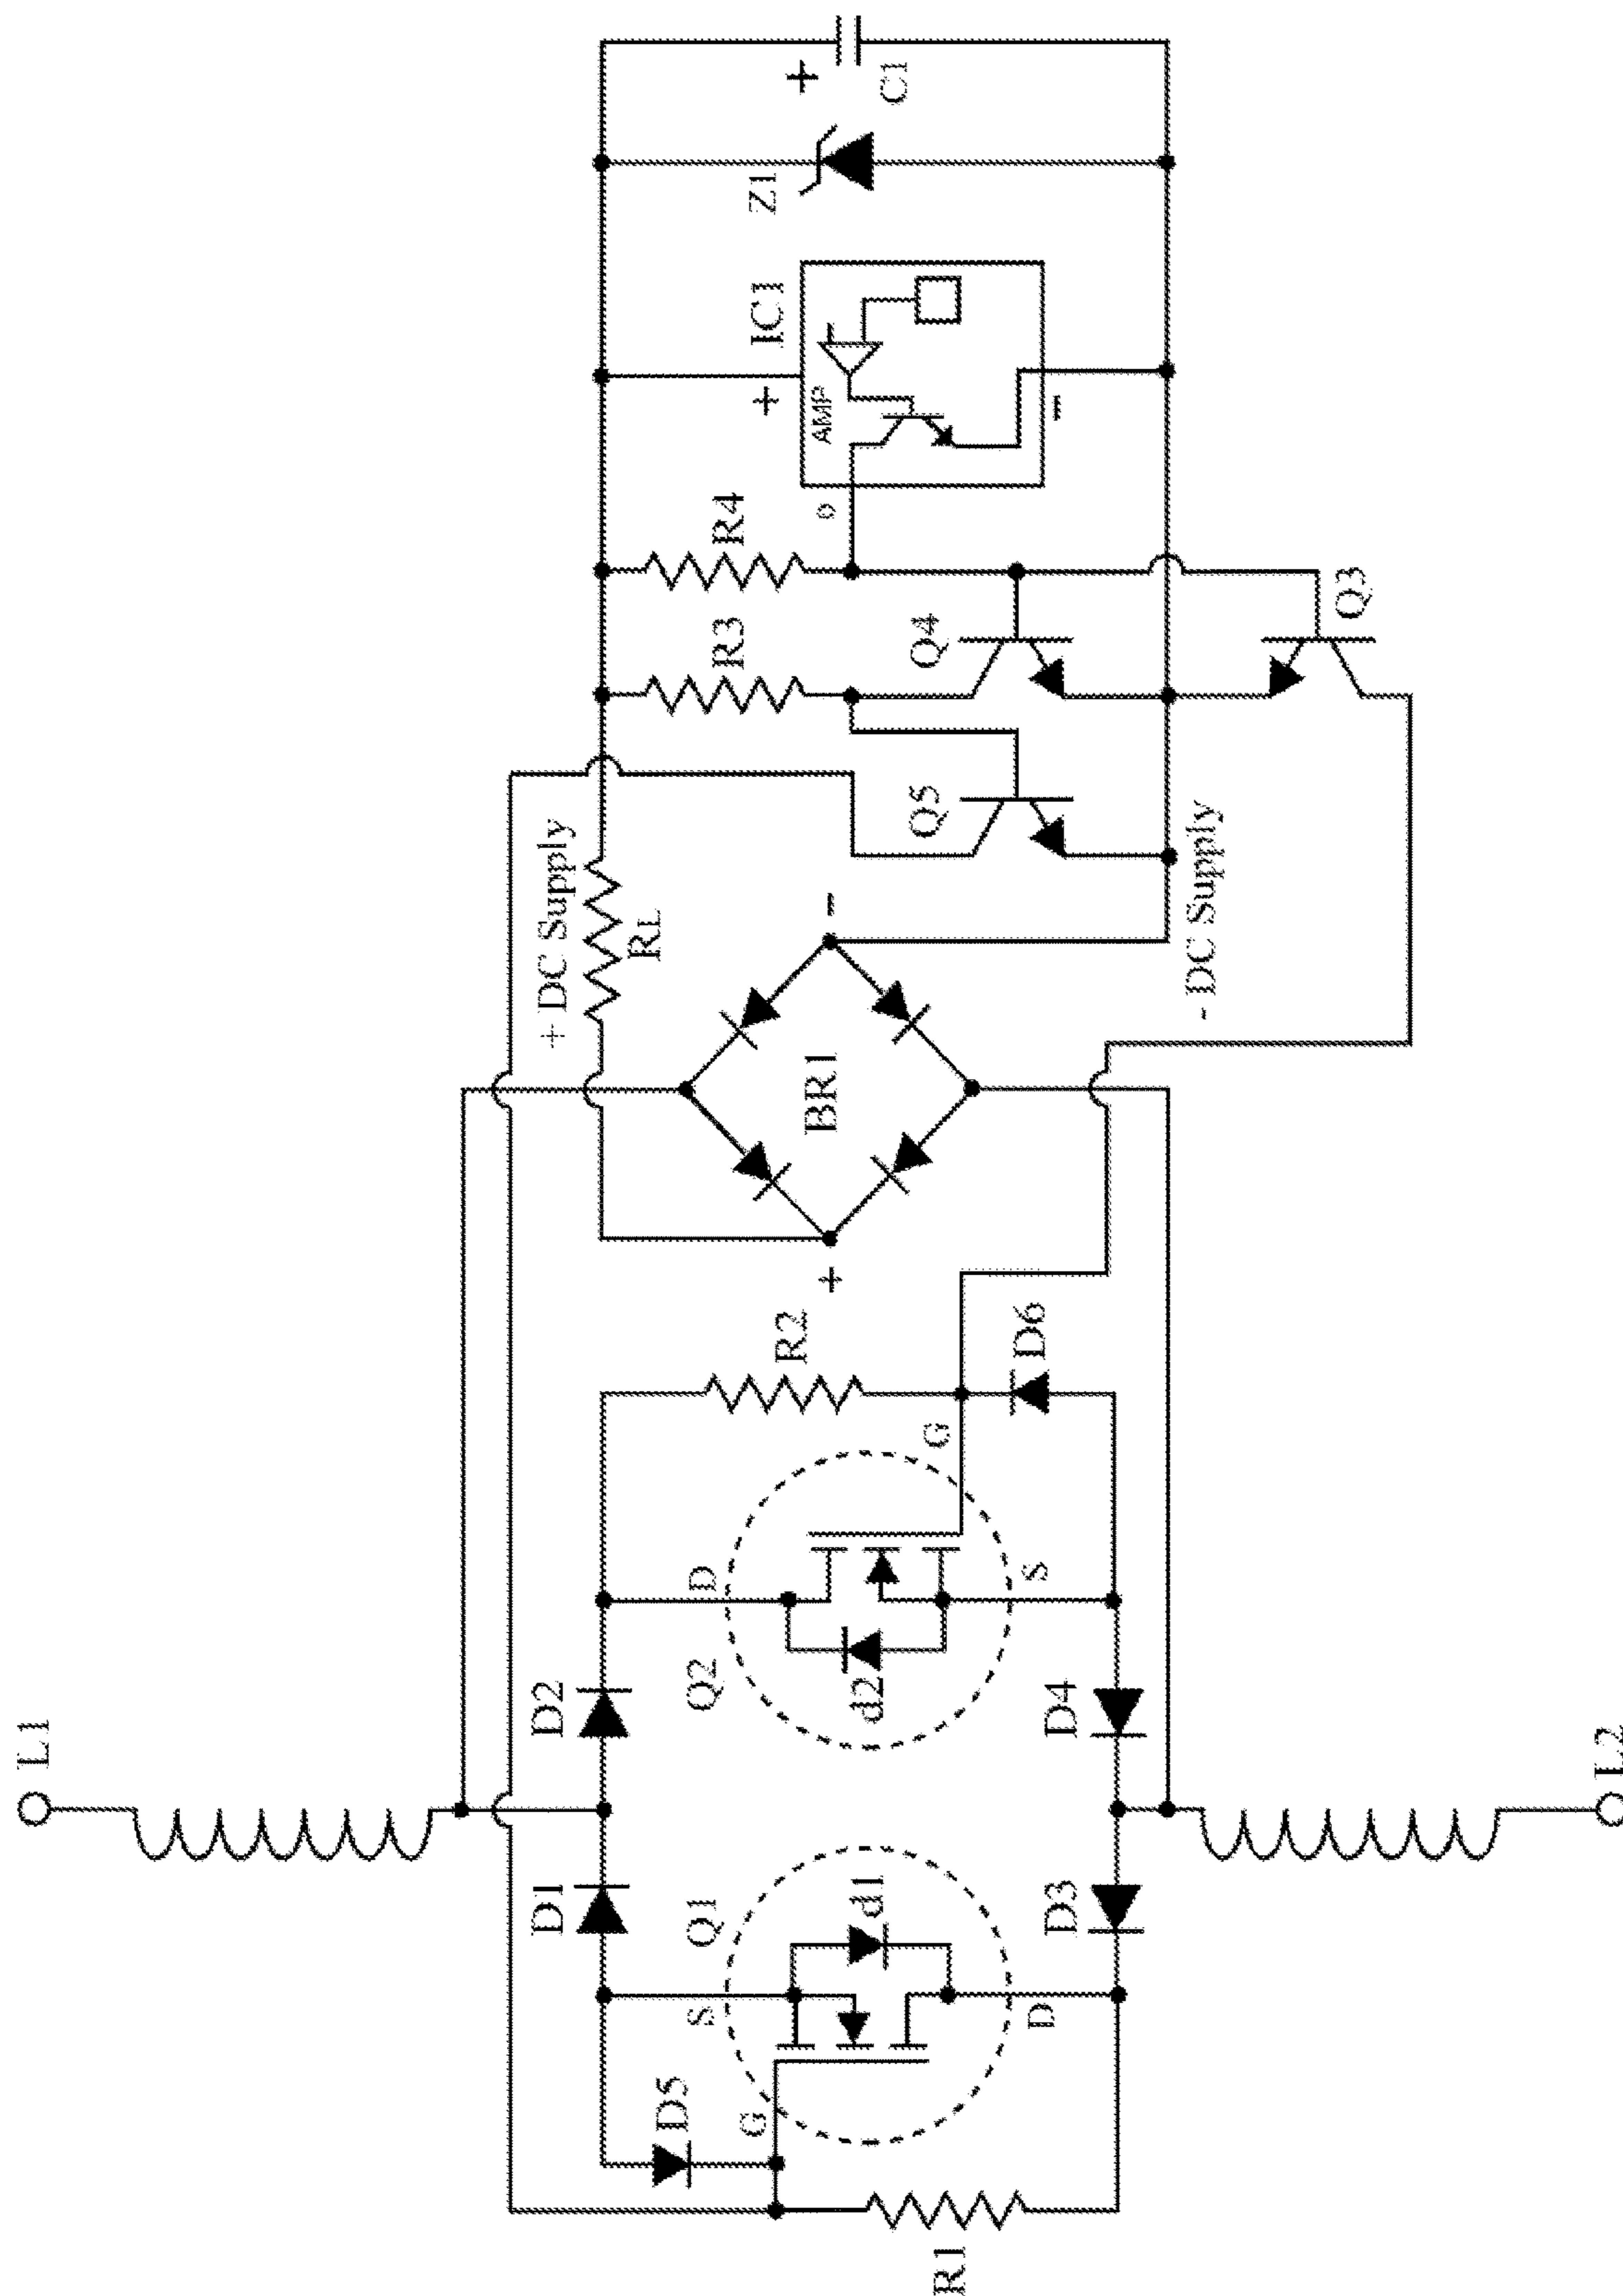 L1
D1
D2
S
D
Q1
Q2
d1
d2
D5
G
G
S
D
R1
R2
D3
D4
D6
L2
+
BR1
-
+ DC Supply
RL
- DC Supply
R3
R4
Q5
Q4
Q3
o
IC1
+
AMP
-
-
Z1
+
C1